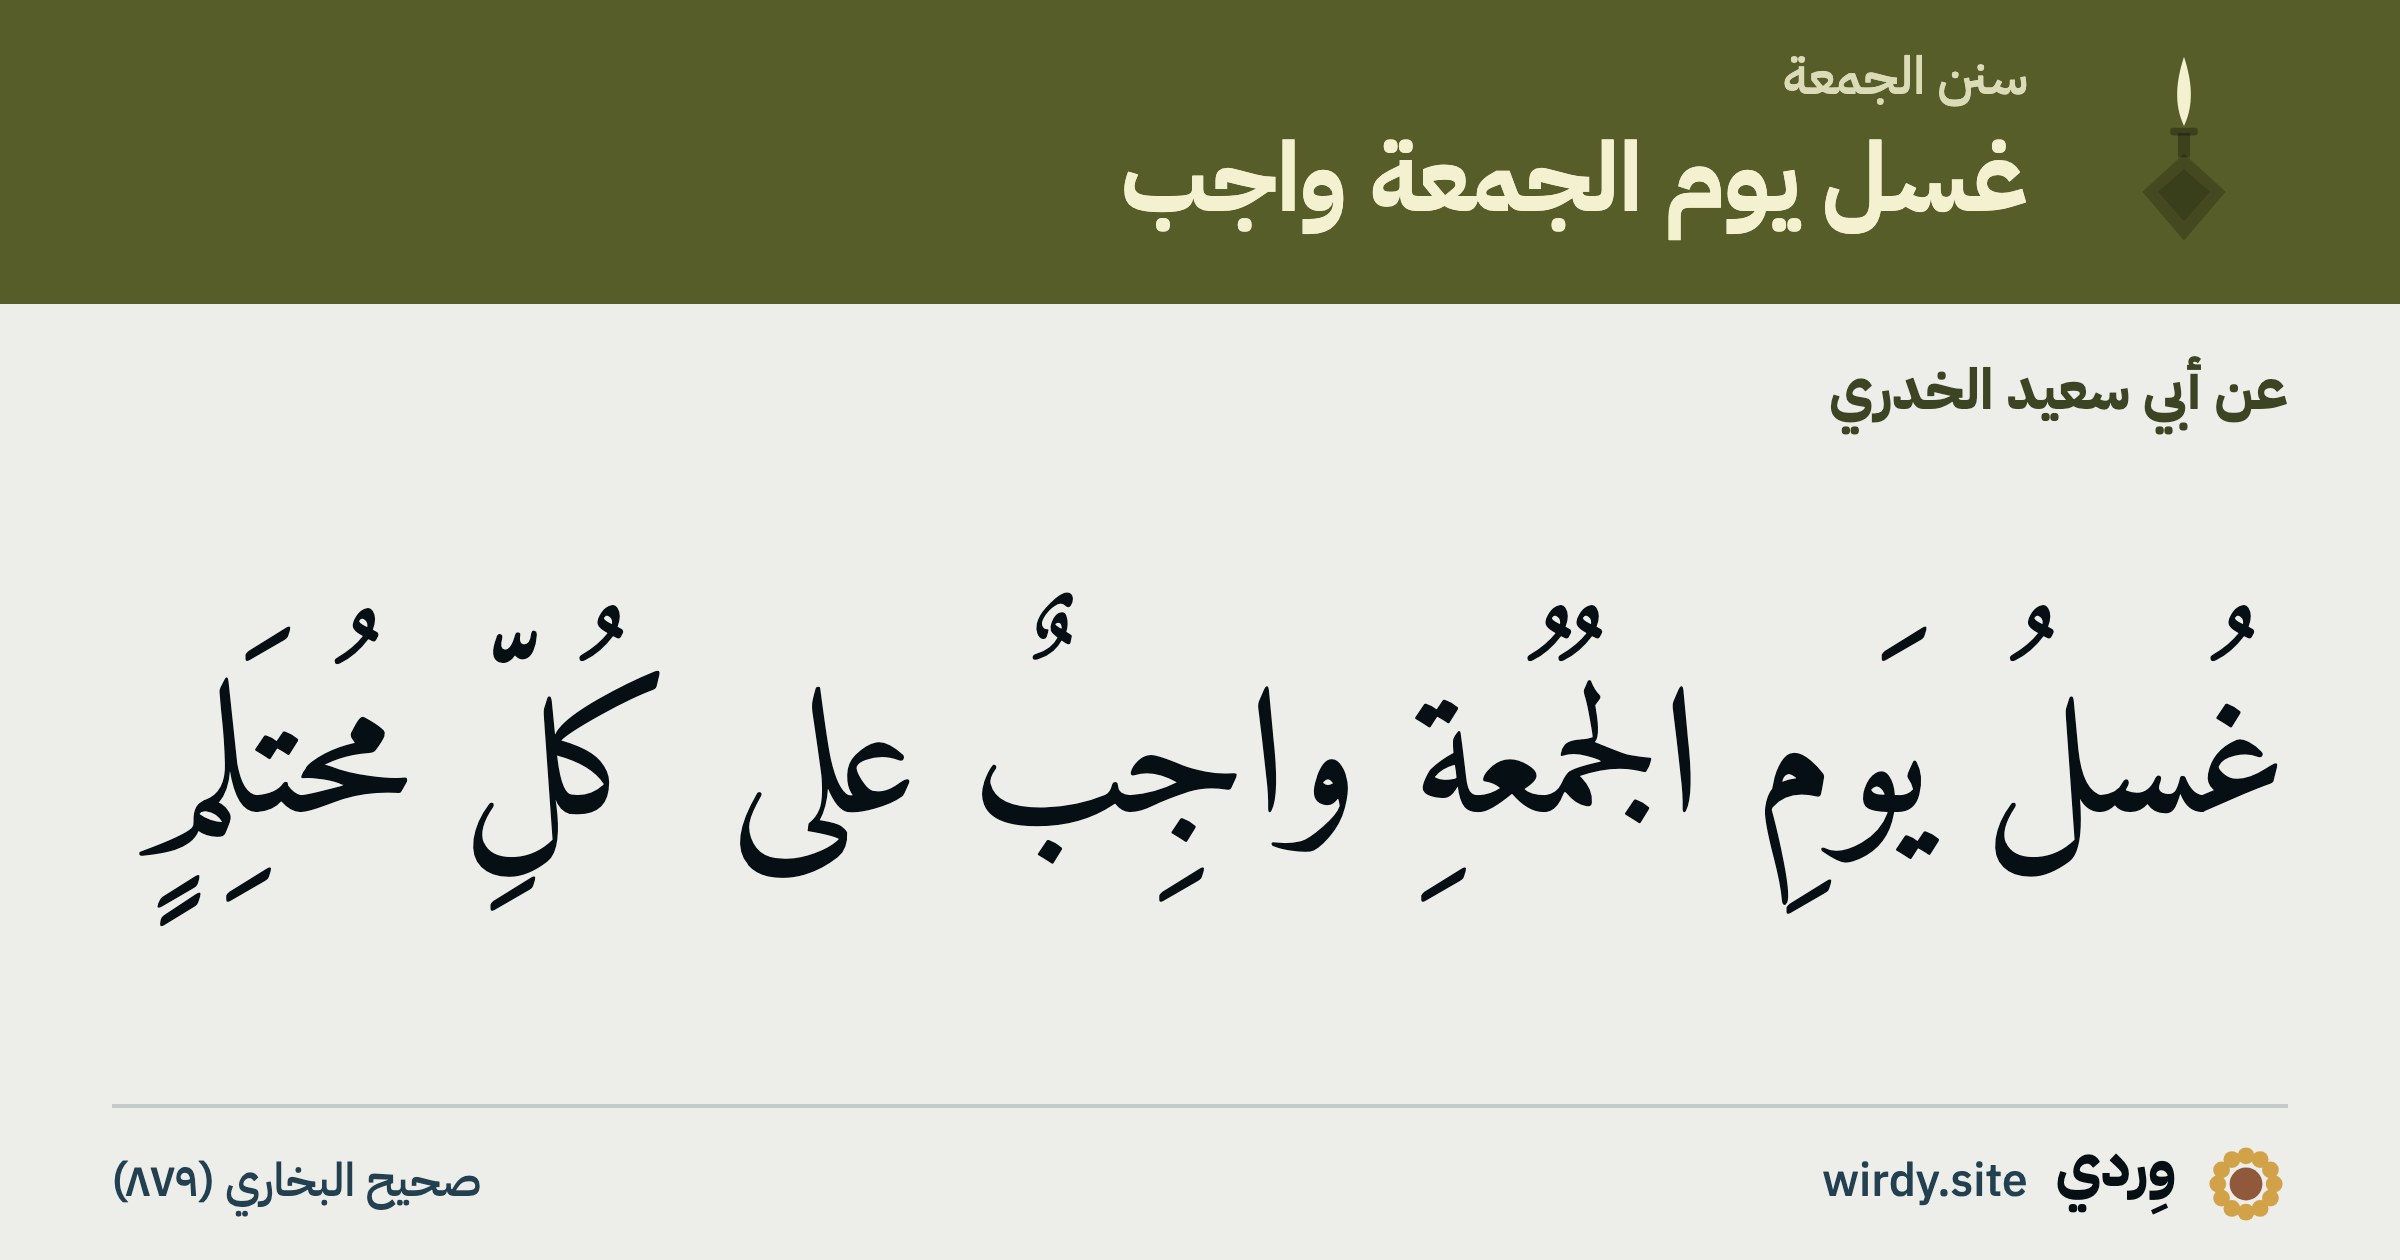 سنن الجمعة
غسل يوم الجمعة واجب
عن أبي سعيد الخدري
غُسلُ يَومِ الجُمُعةِ واجِبٌ على كُلِّ مُحتَلِمٍ
وِردي wirdy.site
صحيح البخاري (٨٧٩)